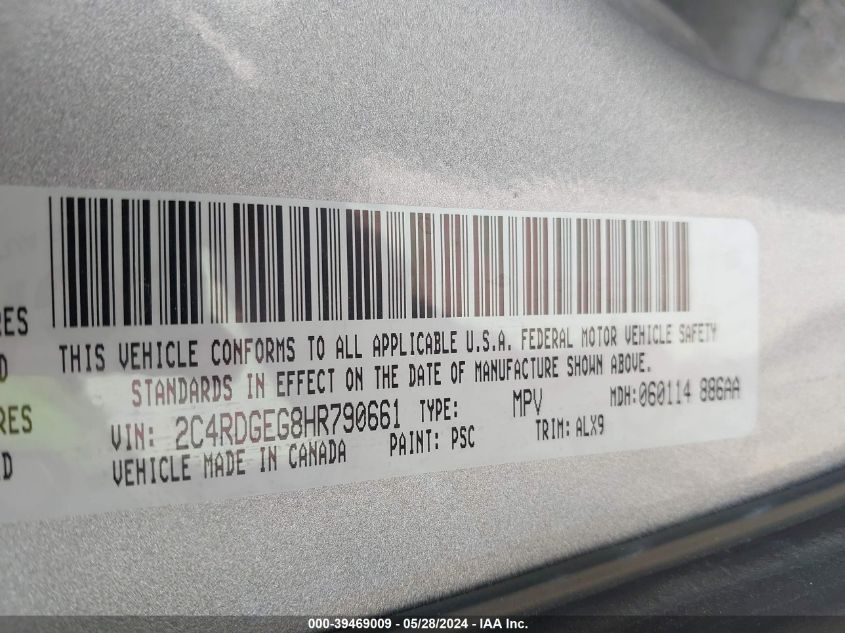 RES
D
RES
D
THIS VEHICLE CONFORMS TO ALL APPLICABLE U.S.A. FEDERAL MOTOR VEHICLE SAFETY
STANDARDS IN EFFECT ON THE DATE OF MANUFACTURE SHOWN ABOVE.
VIN: 2C4RDGEG8HR790661 TYPE: MPV MDH:060114 886AA
VEHICLE MADE IN CANADA PAINT: PSC TRIM:ALX9
000-39469009 - 05/28/2024 - IAA Inc.